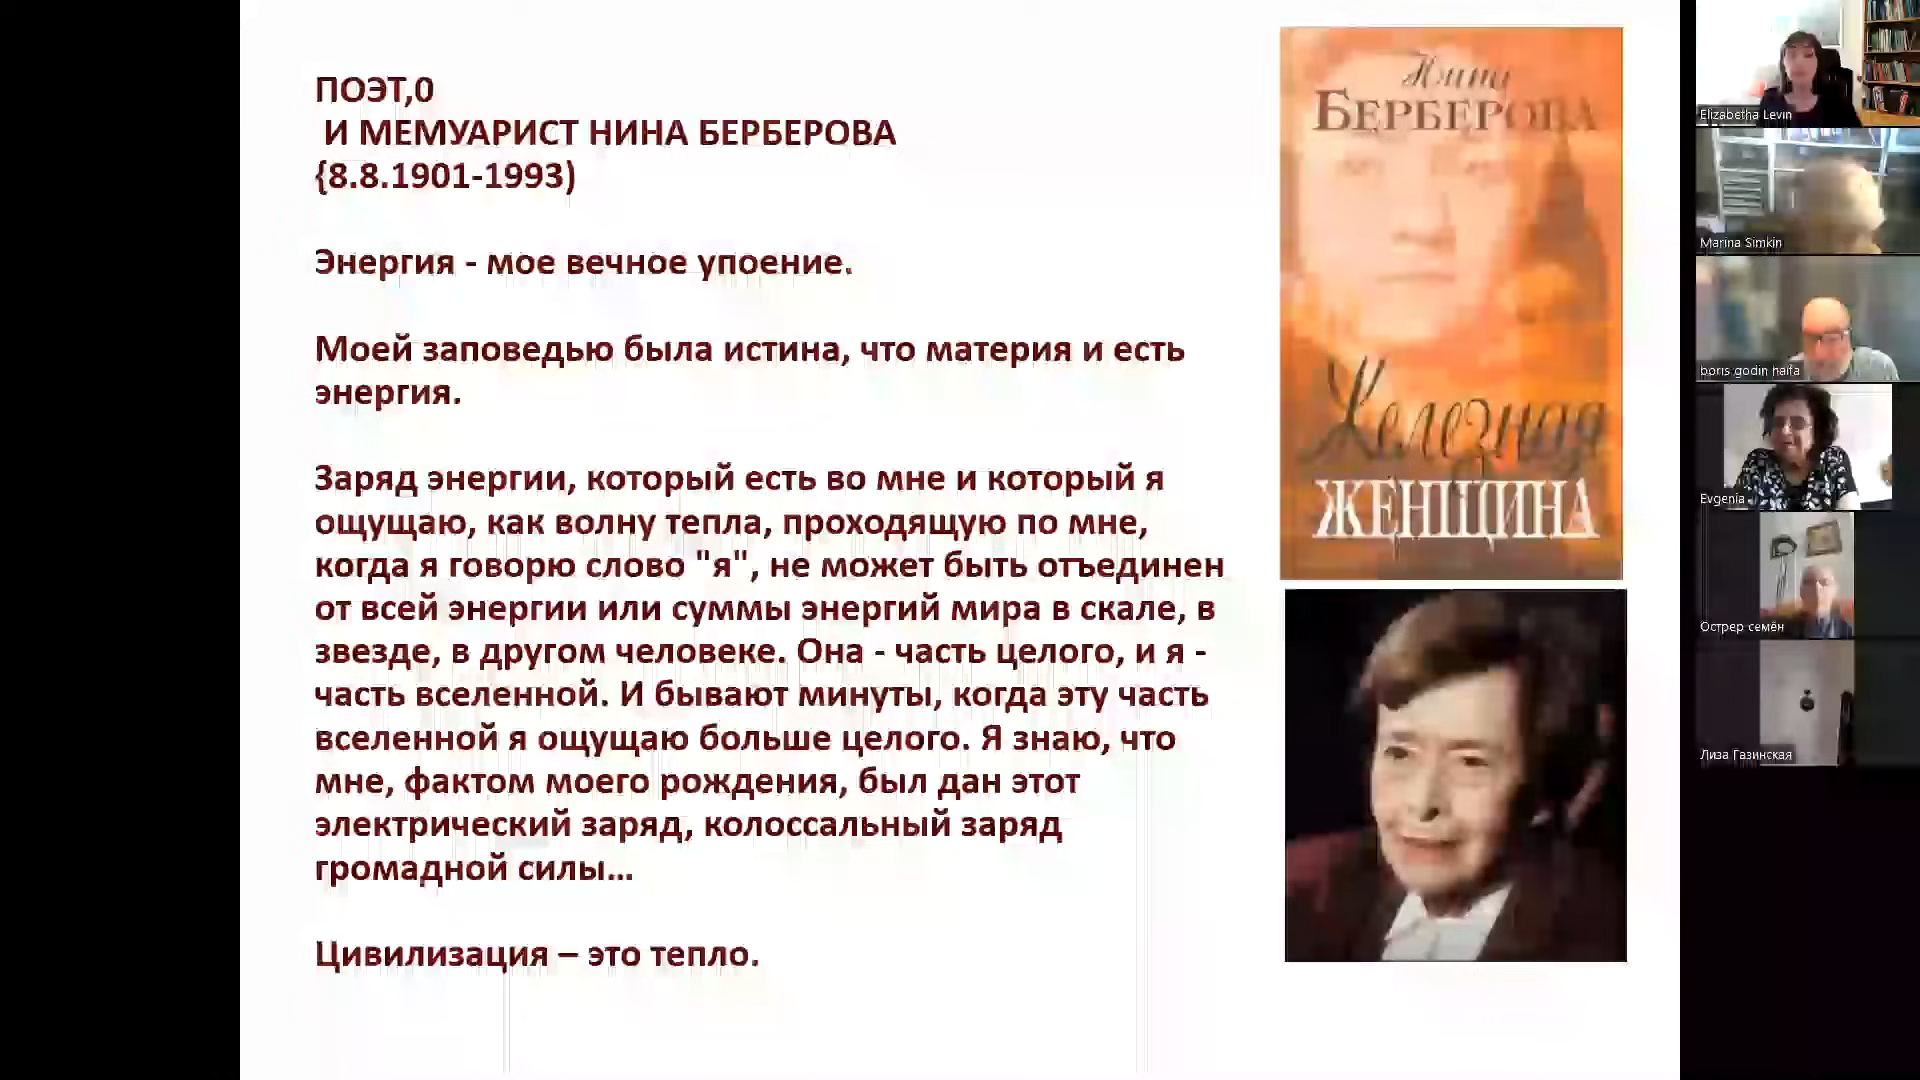 ПОЭТ,0
И МЕМУАРИСТ НИНА БЕРБЕРОВА
{8.8.1901-1993)
Энергия - мое вечное упоение.
Моей заповедью была истина, что материя и есть
энергия.
Заряд энергии, который есть во мне и который я
ощущаю, как волну тепла, проходящую по мне,
когда я говорю слово "я", не может быть отъединен
от всей энергии или суммы энергий мира в скале, в
звезде, в другом человеке. Она - часть целого, и я -
часть вселенной. И бывают минуты, когда эту часть
вселенной я ощущаю больше целого. Я знаю, что
мне, фактом моего рождения, был дан этот
электрический заряд, колоссальный заряд
громадной силы...
Цивилизация – это тепло.
Нина
БЕРБЕРОВА
Железная
ЖЕНЩИНА
Elizabetha Levin
Marina Simkin
boris godin haifa
Evgenia
Острер семён
Лиза Газинская